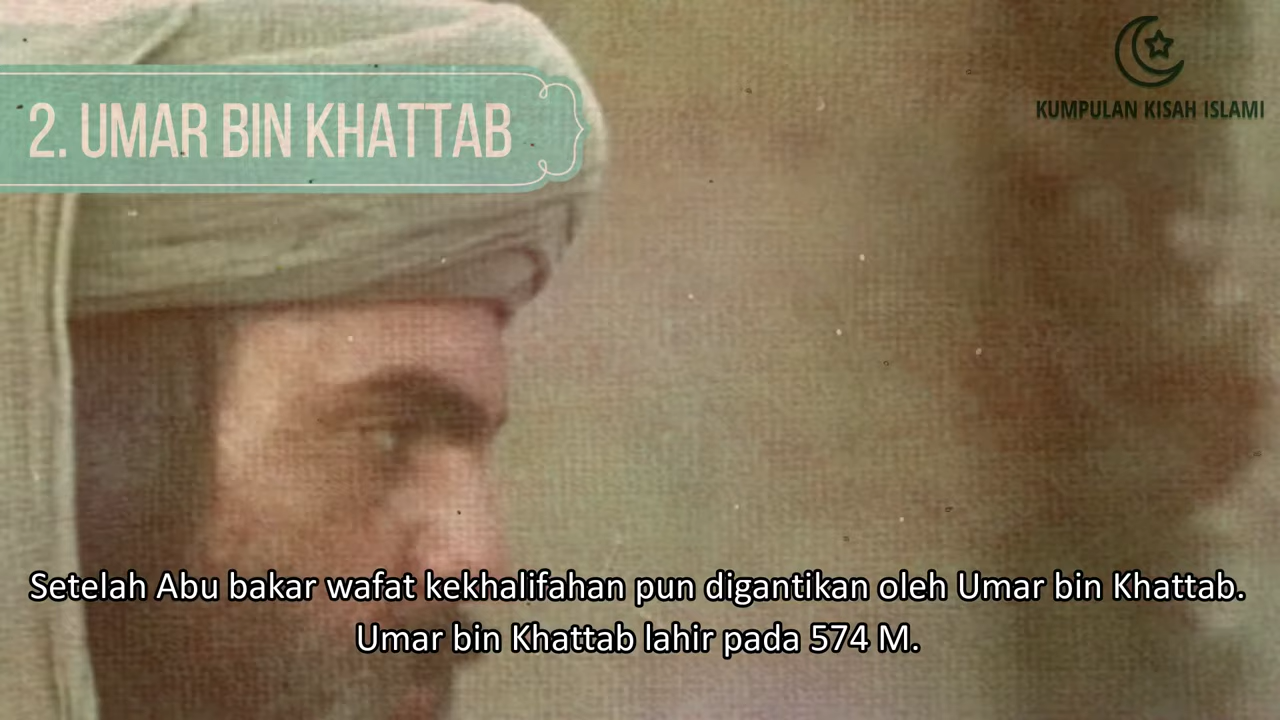 2. UMAR BIN KHATTAB
KUMPULAN KISAH ISLAMI
Setelah Abu bakar wafat kekhalifahan pun digantikan oleh Umar bin Khattab.
Umar bin Khattab lahir pada 574 M.